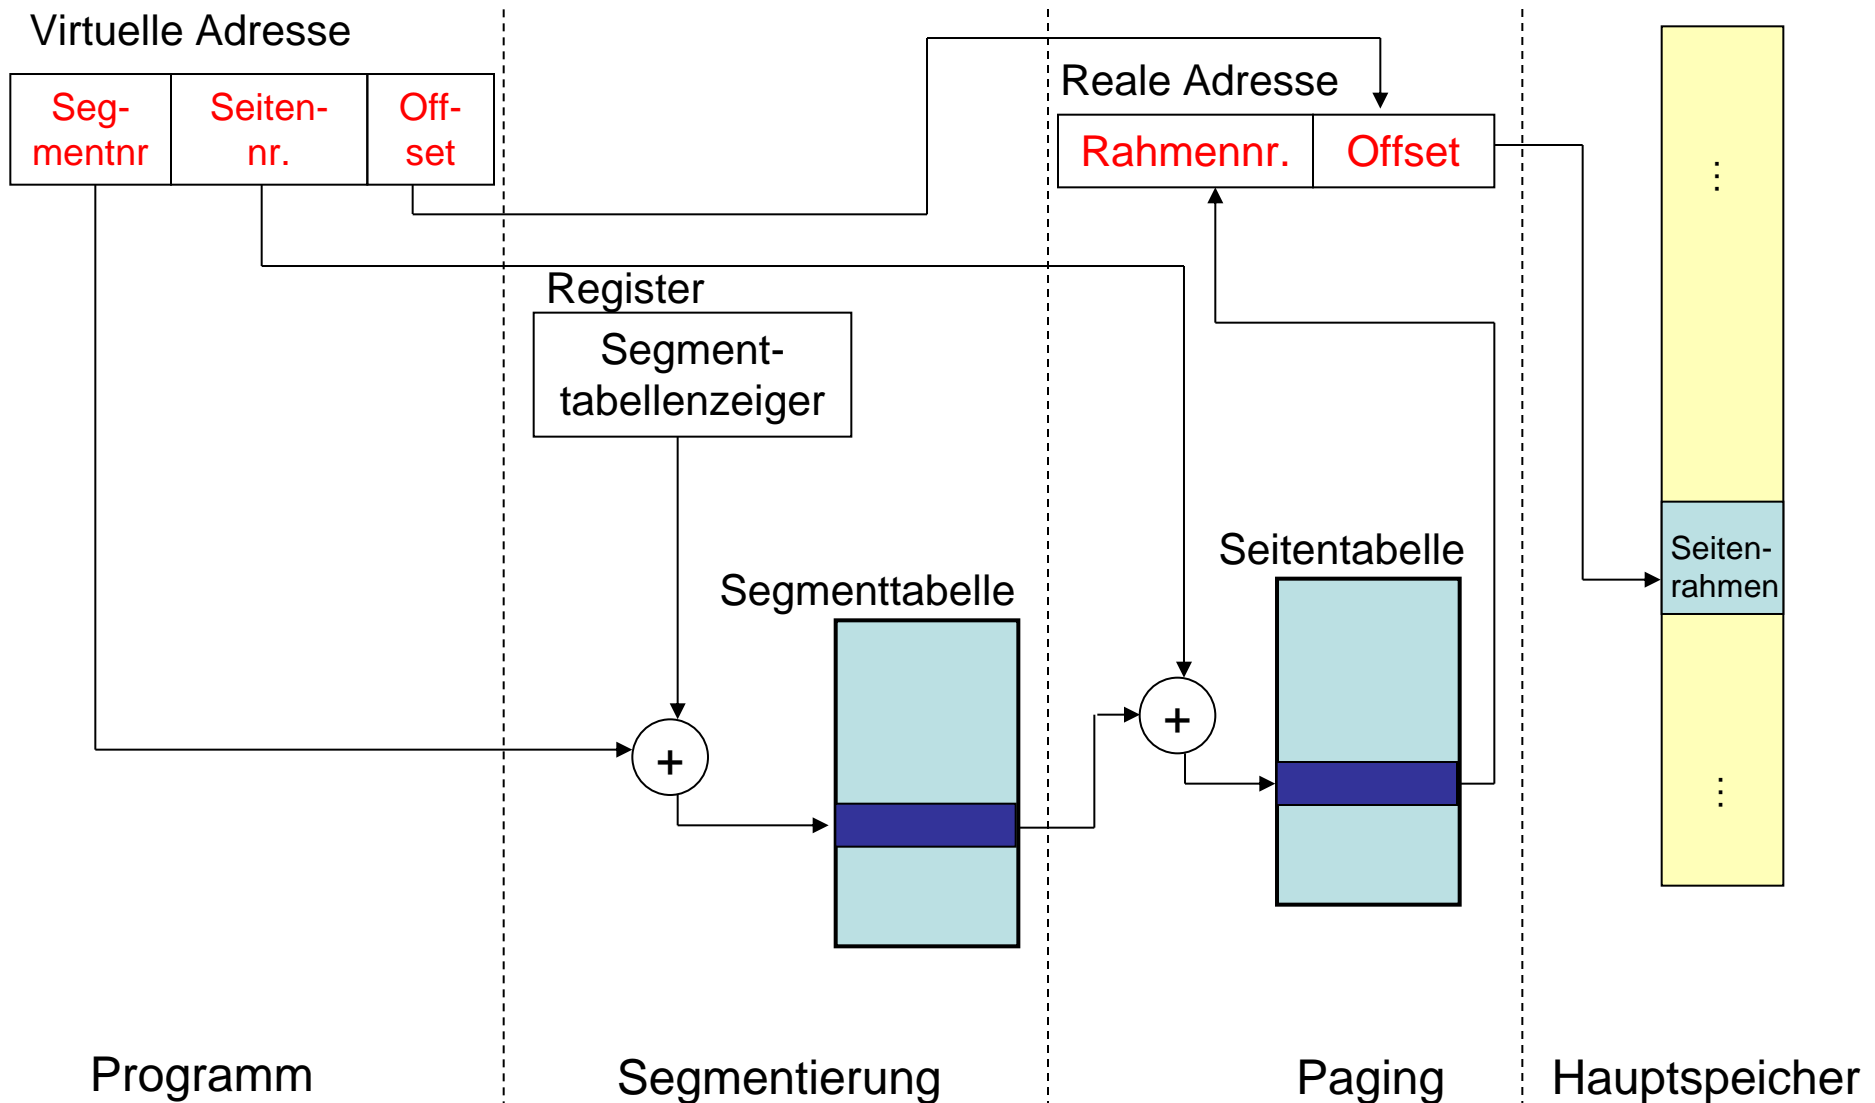 Virtuelle Adresse
Seg-
mentnr
Seiten-
nr.
Off-
set
Reale Adresse
Rahmennr.
Offset
...
Register
Segment-
tabellenzeiger
Segmenttabelle
Seitentabelle
Seiten-
rahmen
+
+
...
Programm
Segmentierung
Paging
Hauptspeicher